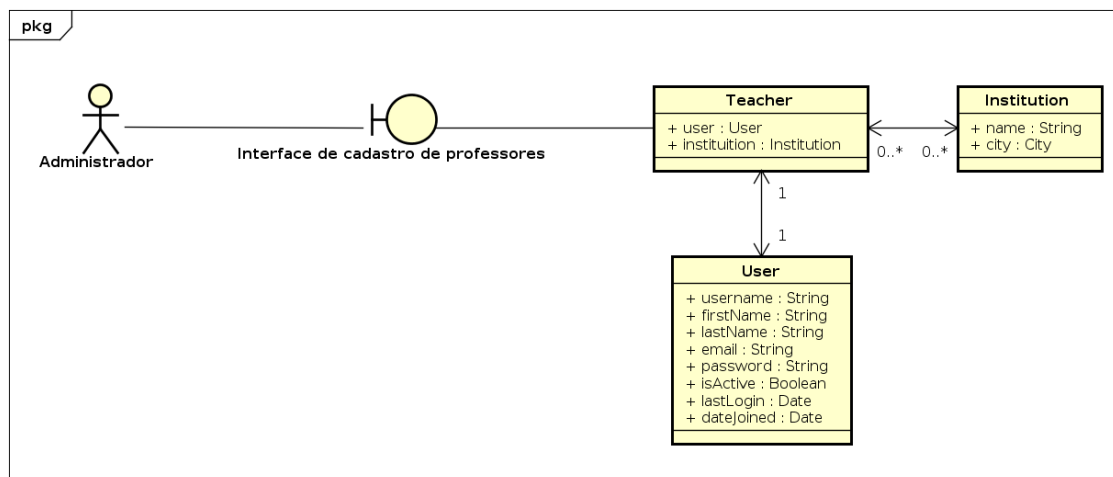 pkg
Administrador
Interface de cadastro de professores
Teacher
+ user : User
+ instituition : Institution
0..*
0..*
Institution
+ name : String
+ city : City
1
1
User
+ username : String
+ firstName : String
+ lastName : String
+ email : String
+ password : String
+ isActive : Boolean
+ lastLogin : Date
+ dateJoined : Date